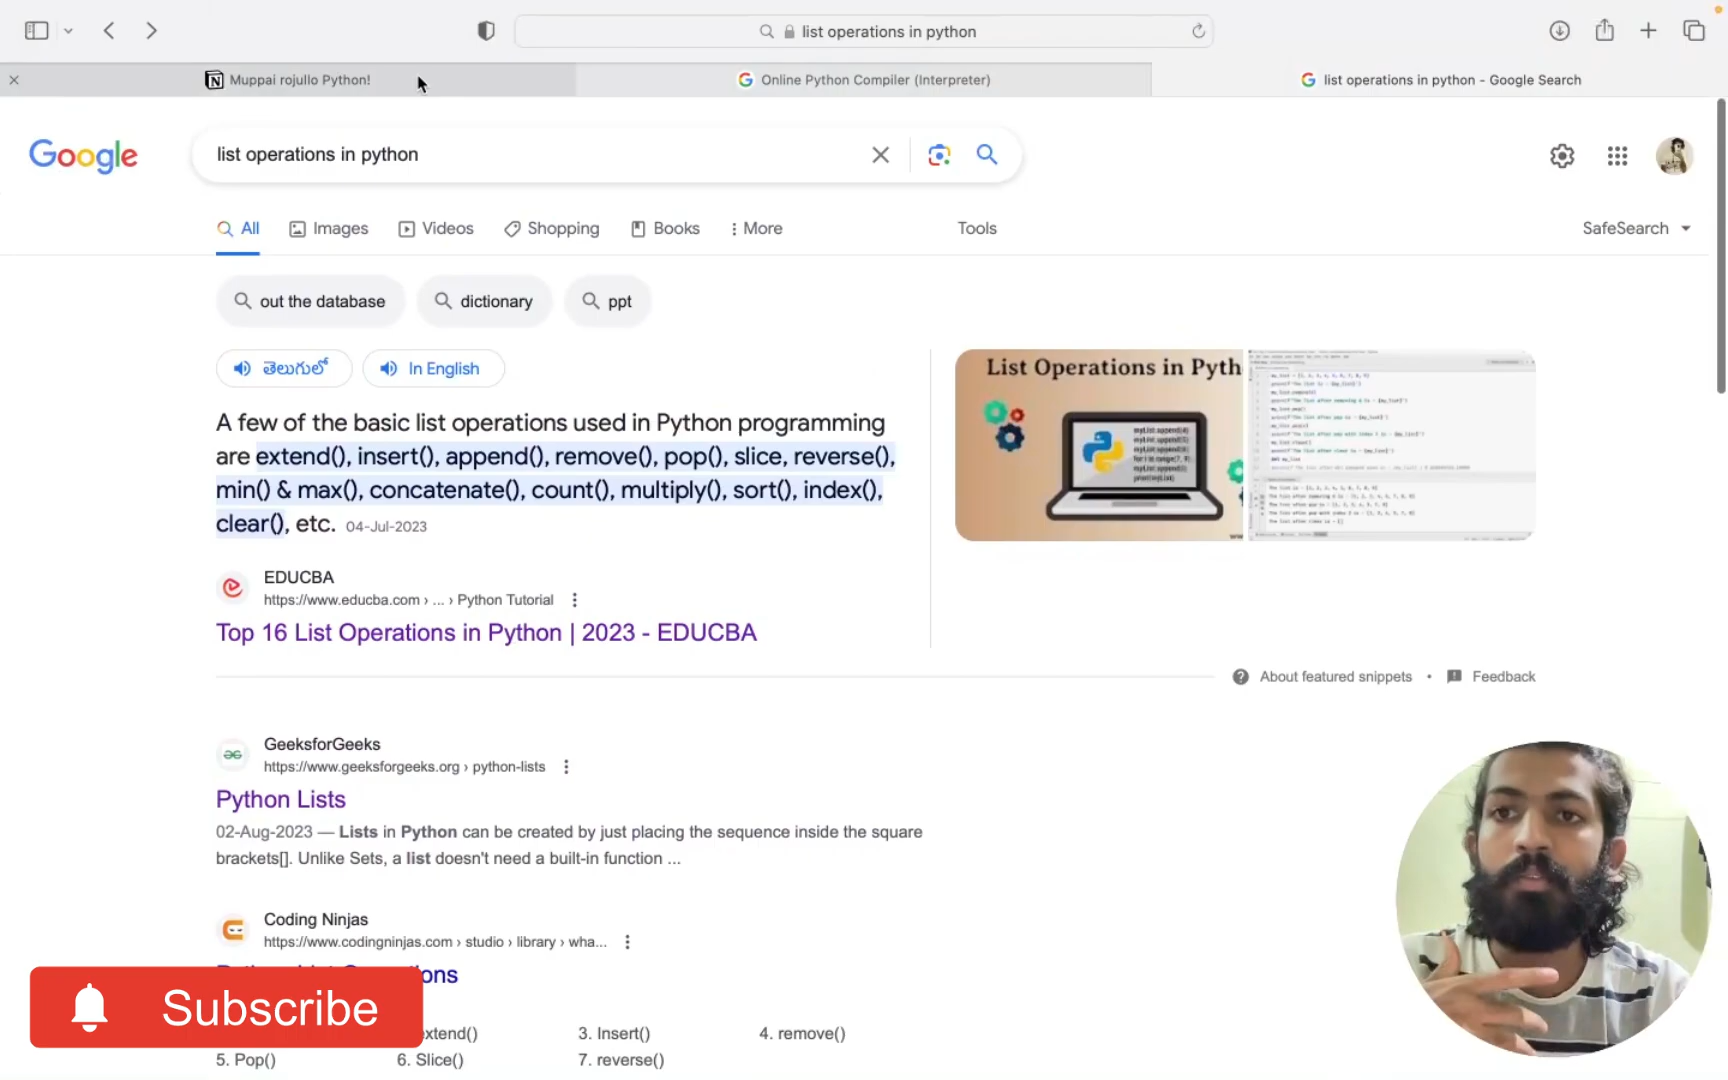 list operations in python
Muppai rojullo Python!
Online Python Compiler (Interpreter)
list operations in python - Google Search
Google
list operations in python
All
Images
Videos
Shopping
Books
More
Tools
SafeSearch
out the database
dictionary
ppt
తెలుగులో
In English
A few of the basic list operations used in Python programming
are extend(), insert(), append(), remove(), pop(), slice, reverse(),
min() & max(), concatenate(), count(), multiply(), sort(), index(),
clear(), etc. 04-Jul-2023
List Operations in Pyth
EDUCBA
https://www.educba.com › ... › Python Tutorial
Top 16 List Operations in Python | 2023 - EDUCBA
About featured snippets • Feedback
GeeksforGeeks
https://www.geeksforgeeks.org › python-lists
Python Lists
02-Aug-2023 — Lists in Python can be created by just placing the sequence inside the square
brackets[]. Unlike Sets, a list doesn't need a built-in function ...
Coding Ninjas
https://www.codingninjas.com › studio › library › wha...
Subscribe
extend()
3. Insert()
4. remove()
5. Pop()
6. Slice()
7. reverse()